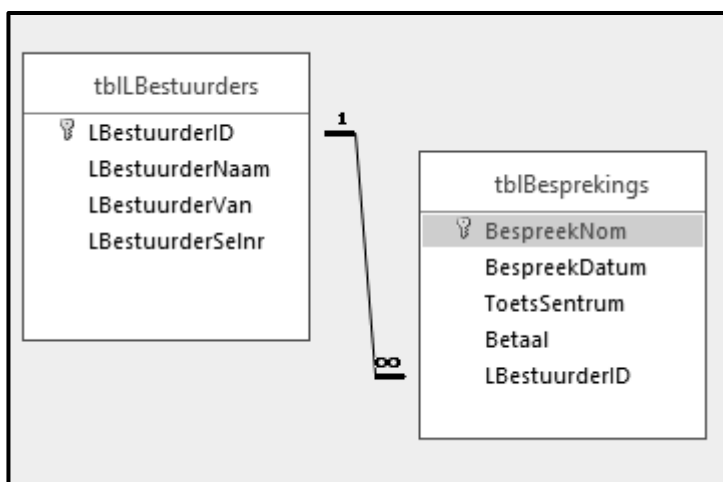 tblLBestuurders
LBestuurderID
LBestuurderNaam
LBestuurderVan
LBestuurderSelnr
1
∞
tblBesprekings
BespreekNom
BespreekDatum
ToetsSentrum
Betaal
LBestuurderID